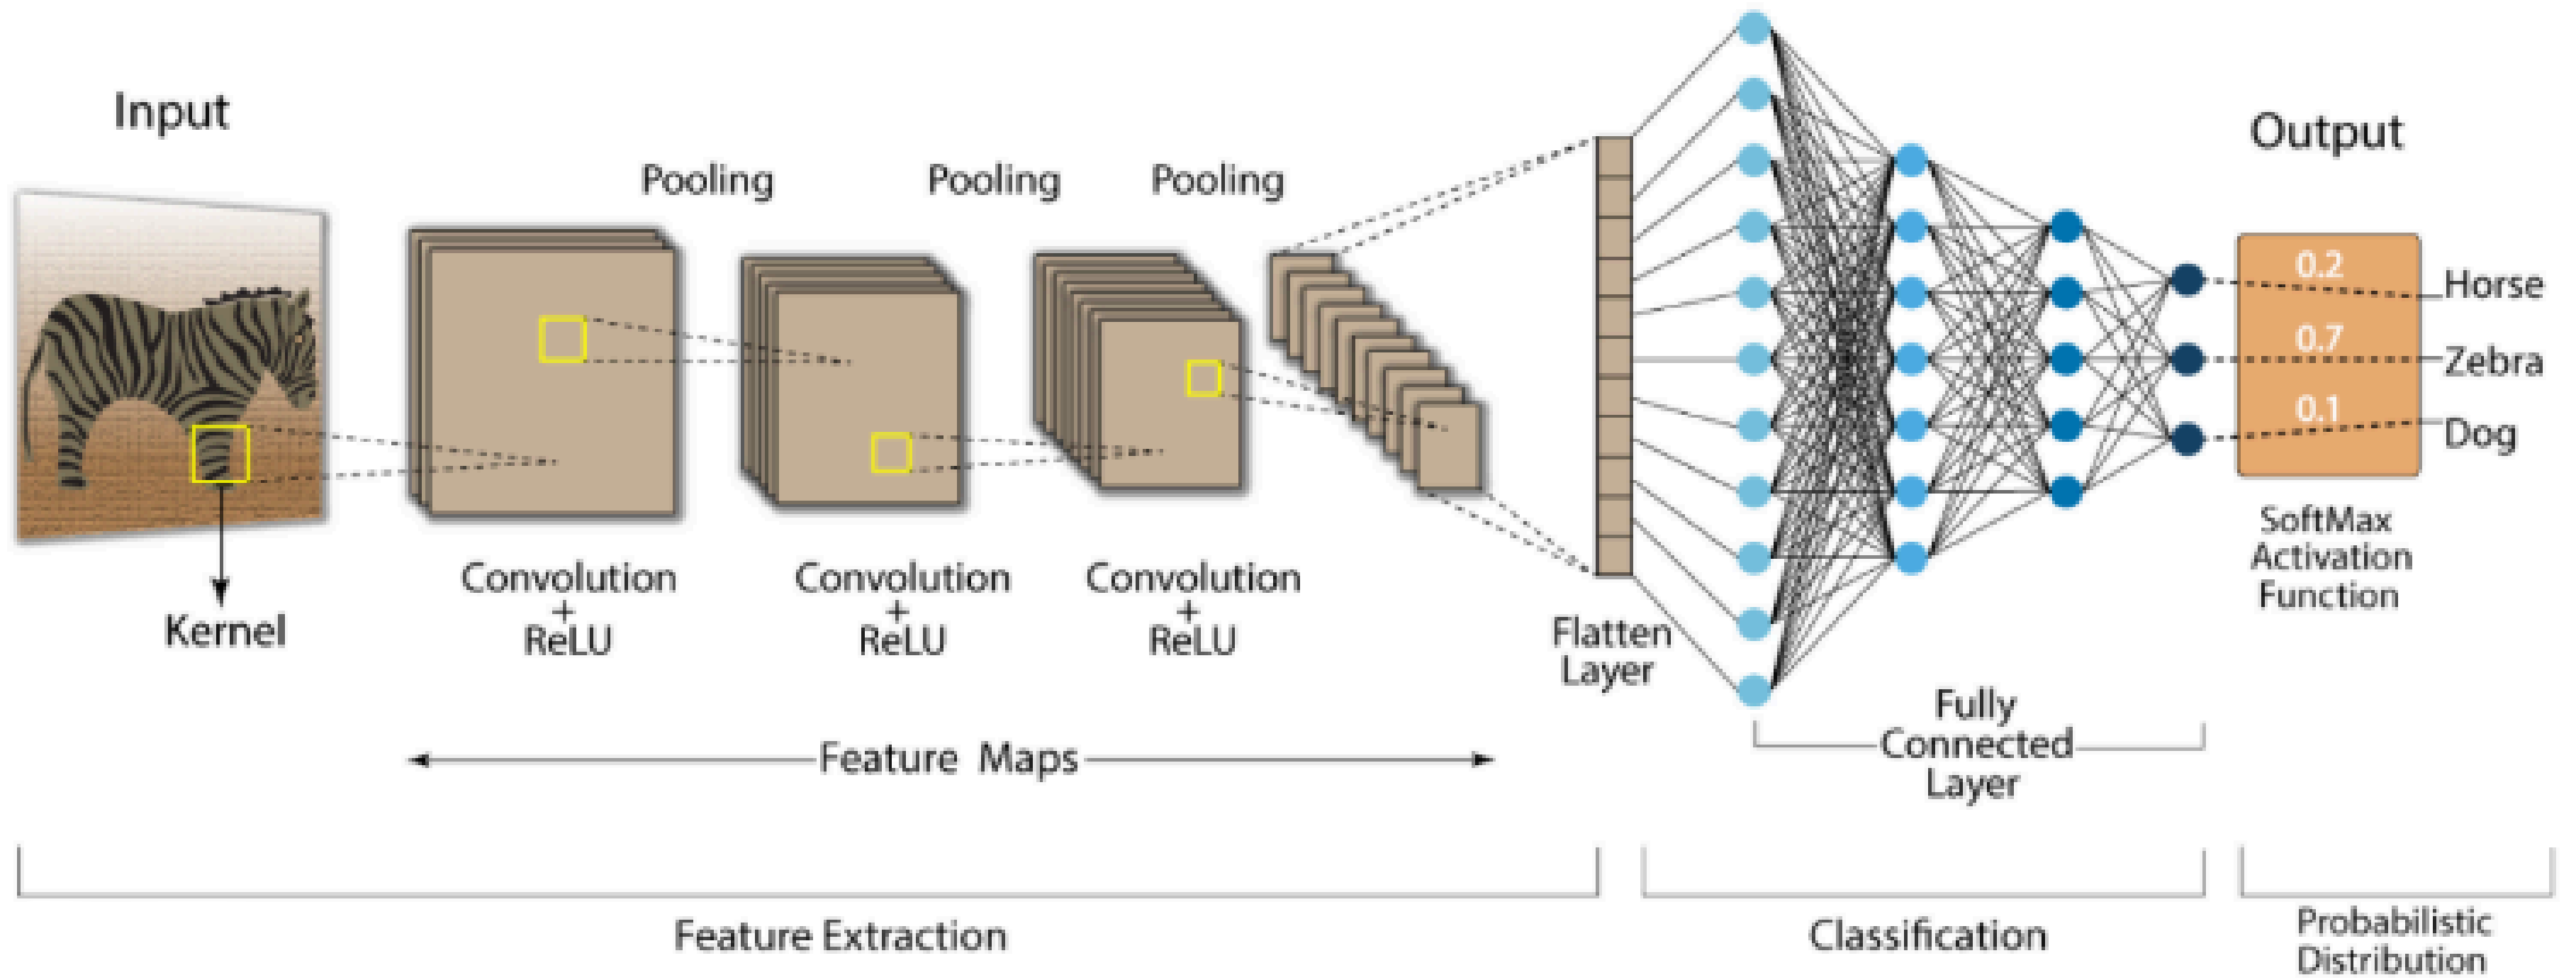 Input
Kernel
Pooling
Pooling
Pooling
Convolution
+
ReLU
Convolution
+
ReLU
Convolution
+
ReLU
Flatten
Layer
Feature Maps
Fully
Connected
Layer
Output
0.2
Horse
0.7
Zebra
0.1
Dog
SoftMax
Activation
Function
Feature Extraction
Classification
Probabilistic
Distribution